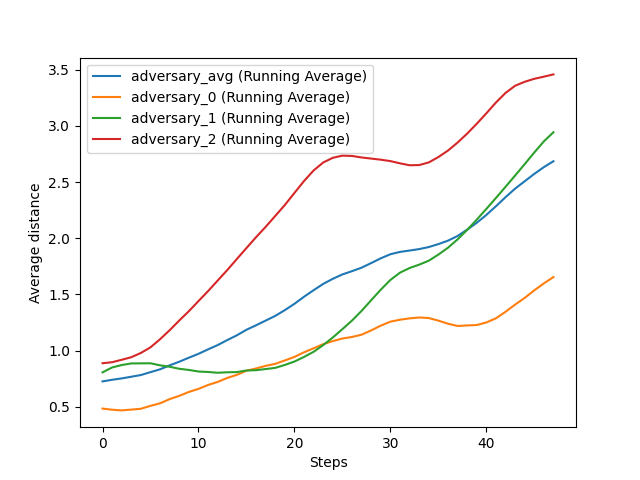 adversary_avg (Running Average)
adversary_0 (Running Average)
adversary_1 (Running Average)
adversary_2 (Running Average)
3.5
3.0
2.5
2.0
1.5
1.0
0.5
Average distance
0 10 20 30 40
Steps